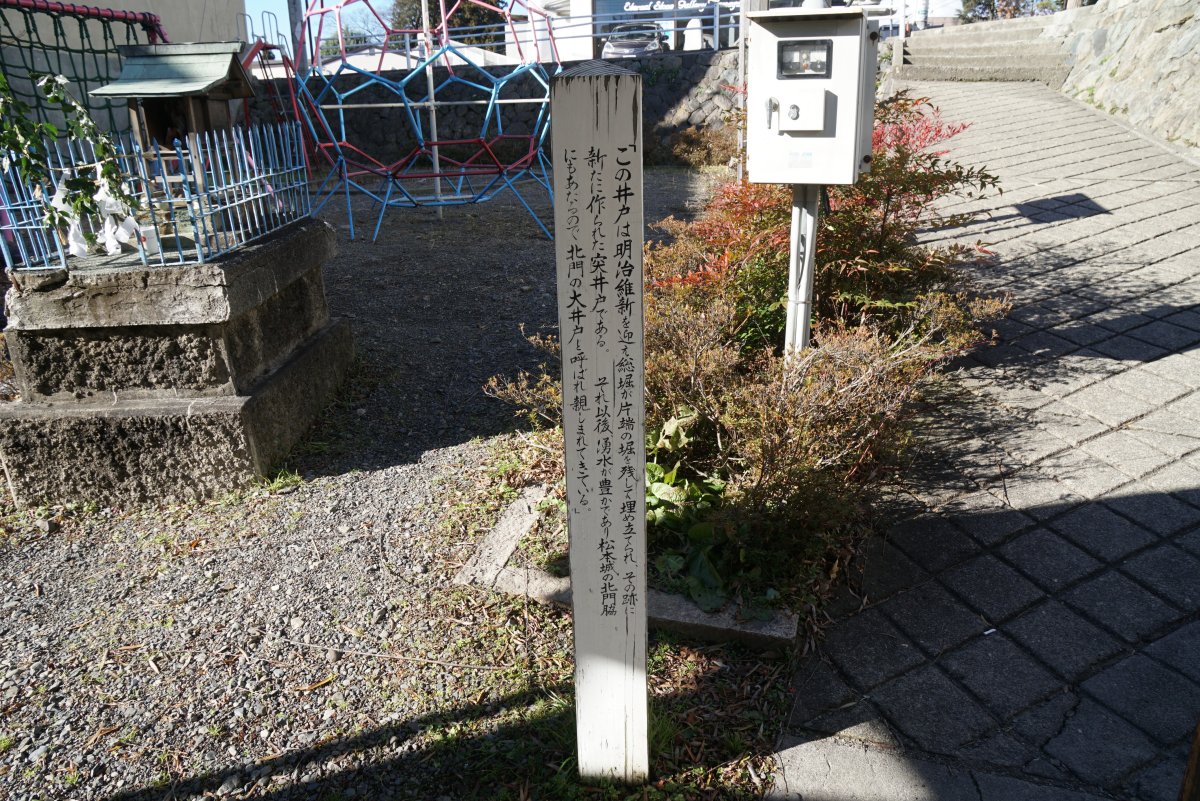 「この井戸は明治維新を迎え総堀が片端の堀を残して埋め立てられ、その跡に
新たに作られた突井戸である。 それ以後、湧水が豊かであり松本城の北門脇
にもあたるので、北門の大井戸と呼ばれ親しまれてきている。」